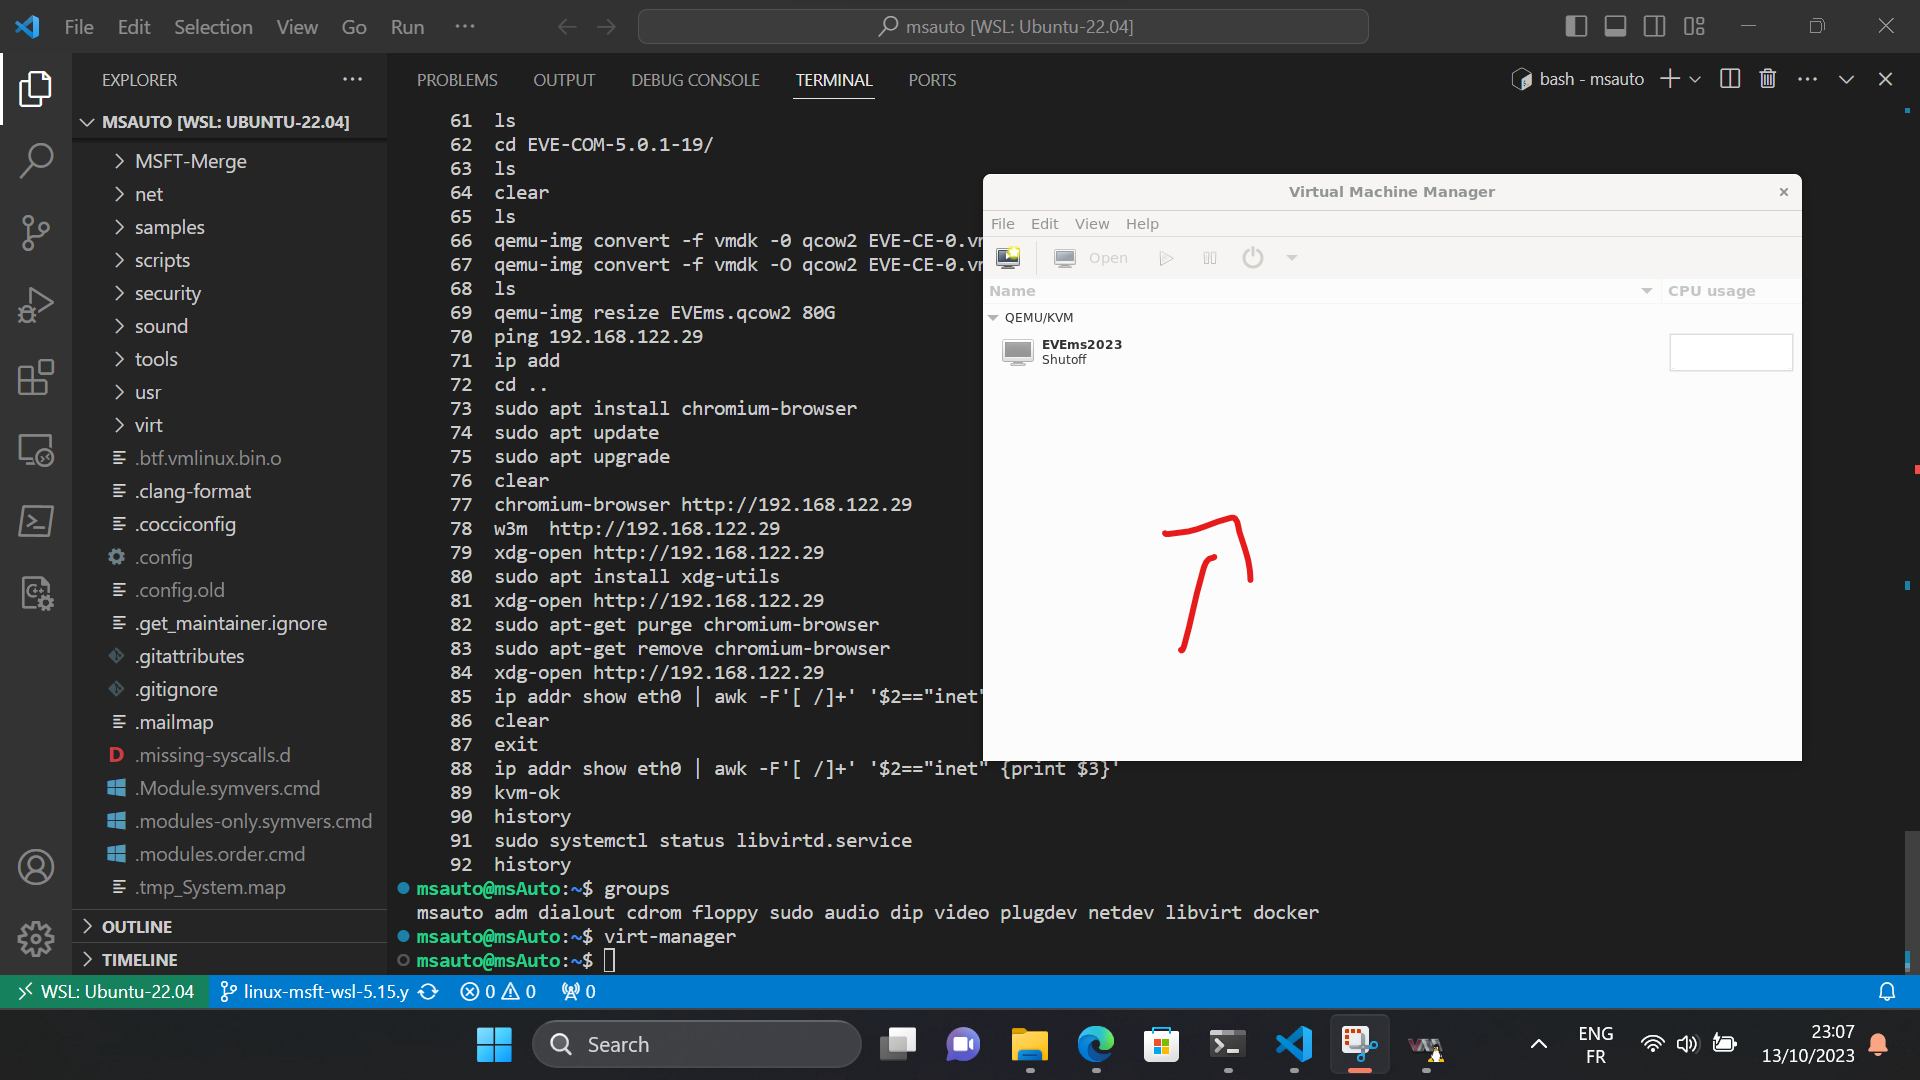 File Edit Selection View Go Run ···
msauto [WSL: Ubuntu-22.04]
EXPLORER ···
MSAUTO [WSL: UBUNTU-22.04]
MSFT-Merge
net
samples
scripts
security
sound
tools
usr
virt
.btf.vmlinux.bin.o
.clang-format
.cocciconfig
.config
.config.old
.get_maintainer.ignore
.gitattributes
.gitignore
.mailmap
D .missing-syscalls.d
.Module.symvers.cmd
.modules-only.symvers.cmd
.modules.order.cmd
.tmp_System.map
OUTLINE
TIMELINE
PROBLEMS OUTPUT DEBUG CONSOLE TERMINAL PORTS
bash - msauto
61 ls
62 cd EVE-COM-5.0.1-19/
63 ls
64 clear
65 ls
66 qemu-img convert -f vmdk -0 qcow2 EVE-CE-0.vm
67 qemu-img convert -f vmdk -O qcow2 EVE-CE-0.vm
68 ls
69 qemu-img resize EVEms.qcow2 80G
70 ping 192.168.122.29
71 ip add
72 cd ..
73 sudo apt install chromium-browser
74 sudo apt update
75 sudo apt upgrade
76 clear
77 chromium-browser http://192.168.122.29
78 w3m  http://192.168.122.29
79 xdg-open http://192.168.122.29
80 sudo apt install xdg-utils
81 xdg-open http://192.168.122.29
82 sudo apt-get purge chromium-browser
83 sudo apt-get remove chromium-browser
84 xdg-open http://192.168.122.29
85 ip addr show eth0 | awk -F'[ /]+' '$2=="inet"
86 clear
87 exit
88 ip addr show eth0 | awk -F'[ /]+' '$2=="inet" {print $3}'
89 kvm-ok
90 history
91 sudo systemctl status libvirtd.service
92 history
msauto@msAuto:~$ groups
msauto adm dialout cdrom floppy sudo audio dip video plugdev netdev libvirt docker
msauto@msAuto:~$ virt-manager
msauto@msAuto:~$
Virtual Machine Manager
File Edit View Help
Open
Name CPU usage
QEMU/KVM
EVEms2023
Shutoff
WSL: Ubuntu-22.04 linux-msft-wsl-5.15.y 0 0 0
Search
ENG
FR
23:07
13/10/2023